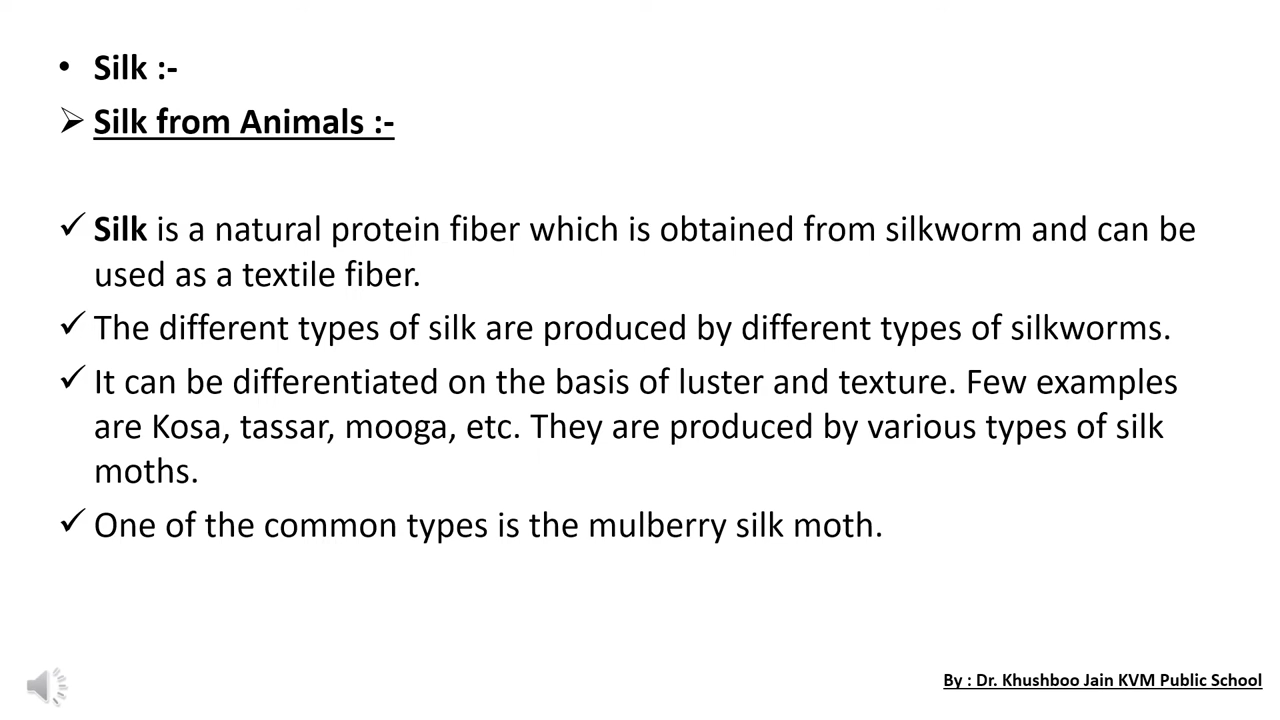 • Silk :-
➢ Silk from Animals :-
✓ Silk is a natural protein fiber which is obtained from silkworm and can be
used as a textile fiber.
✓ The different types of silk are produced by different types of silkworms.
✓ It can be differentiated on the basis of luster and texture. Few examples
are Kosa, tassar, mooga, etc. They are produced by various types of silk
moths.
✓ One of the common types is the mulberry silk moth.
By : Dr. Khushboo Jain KVM Public School